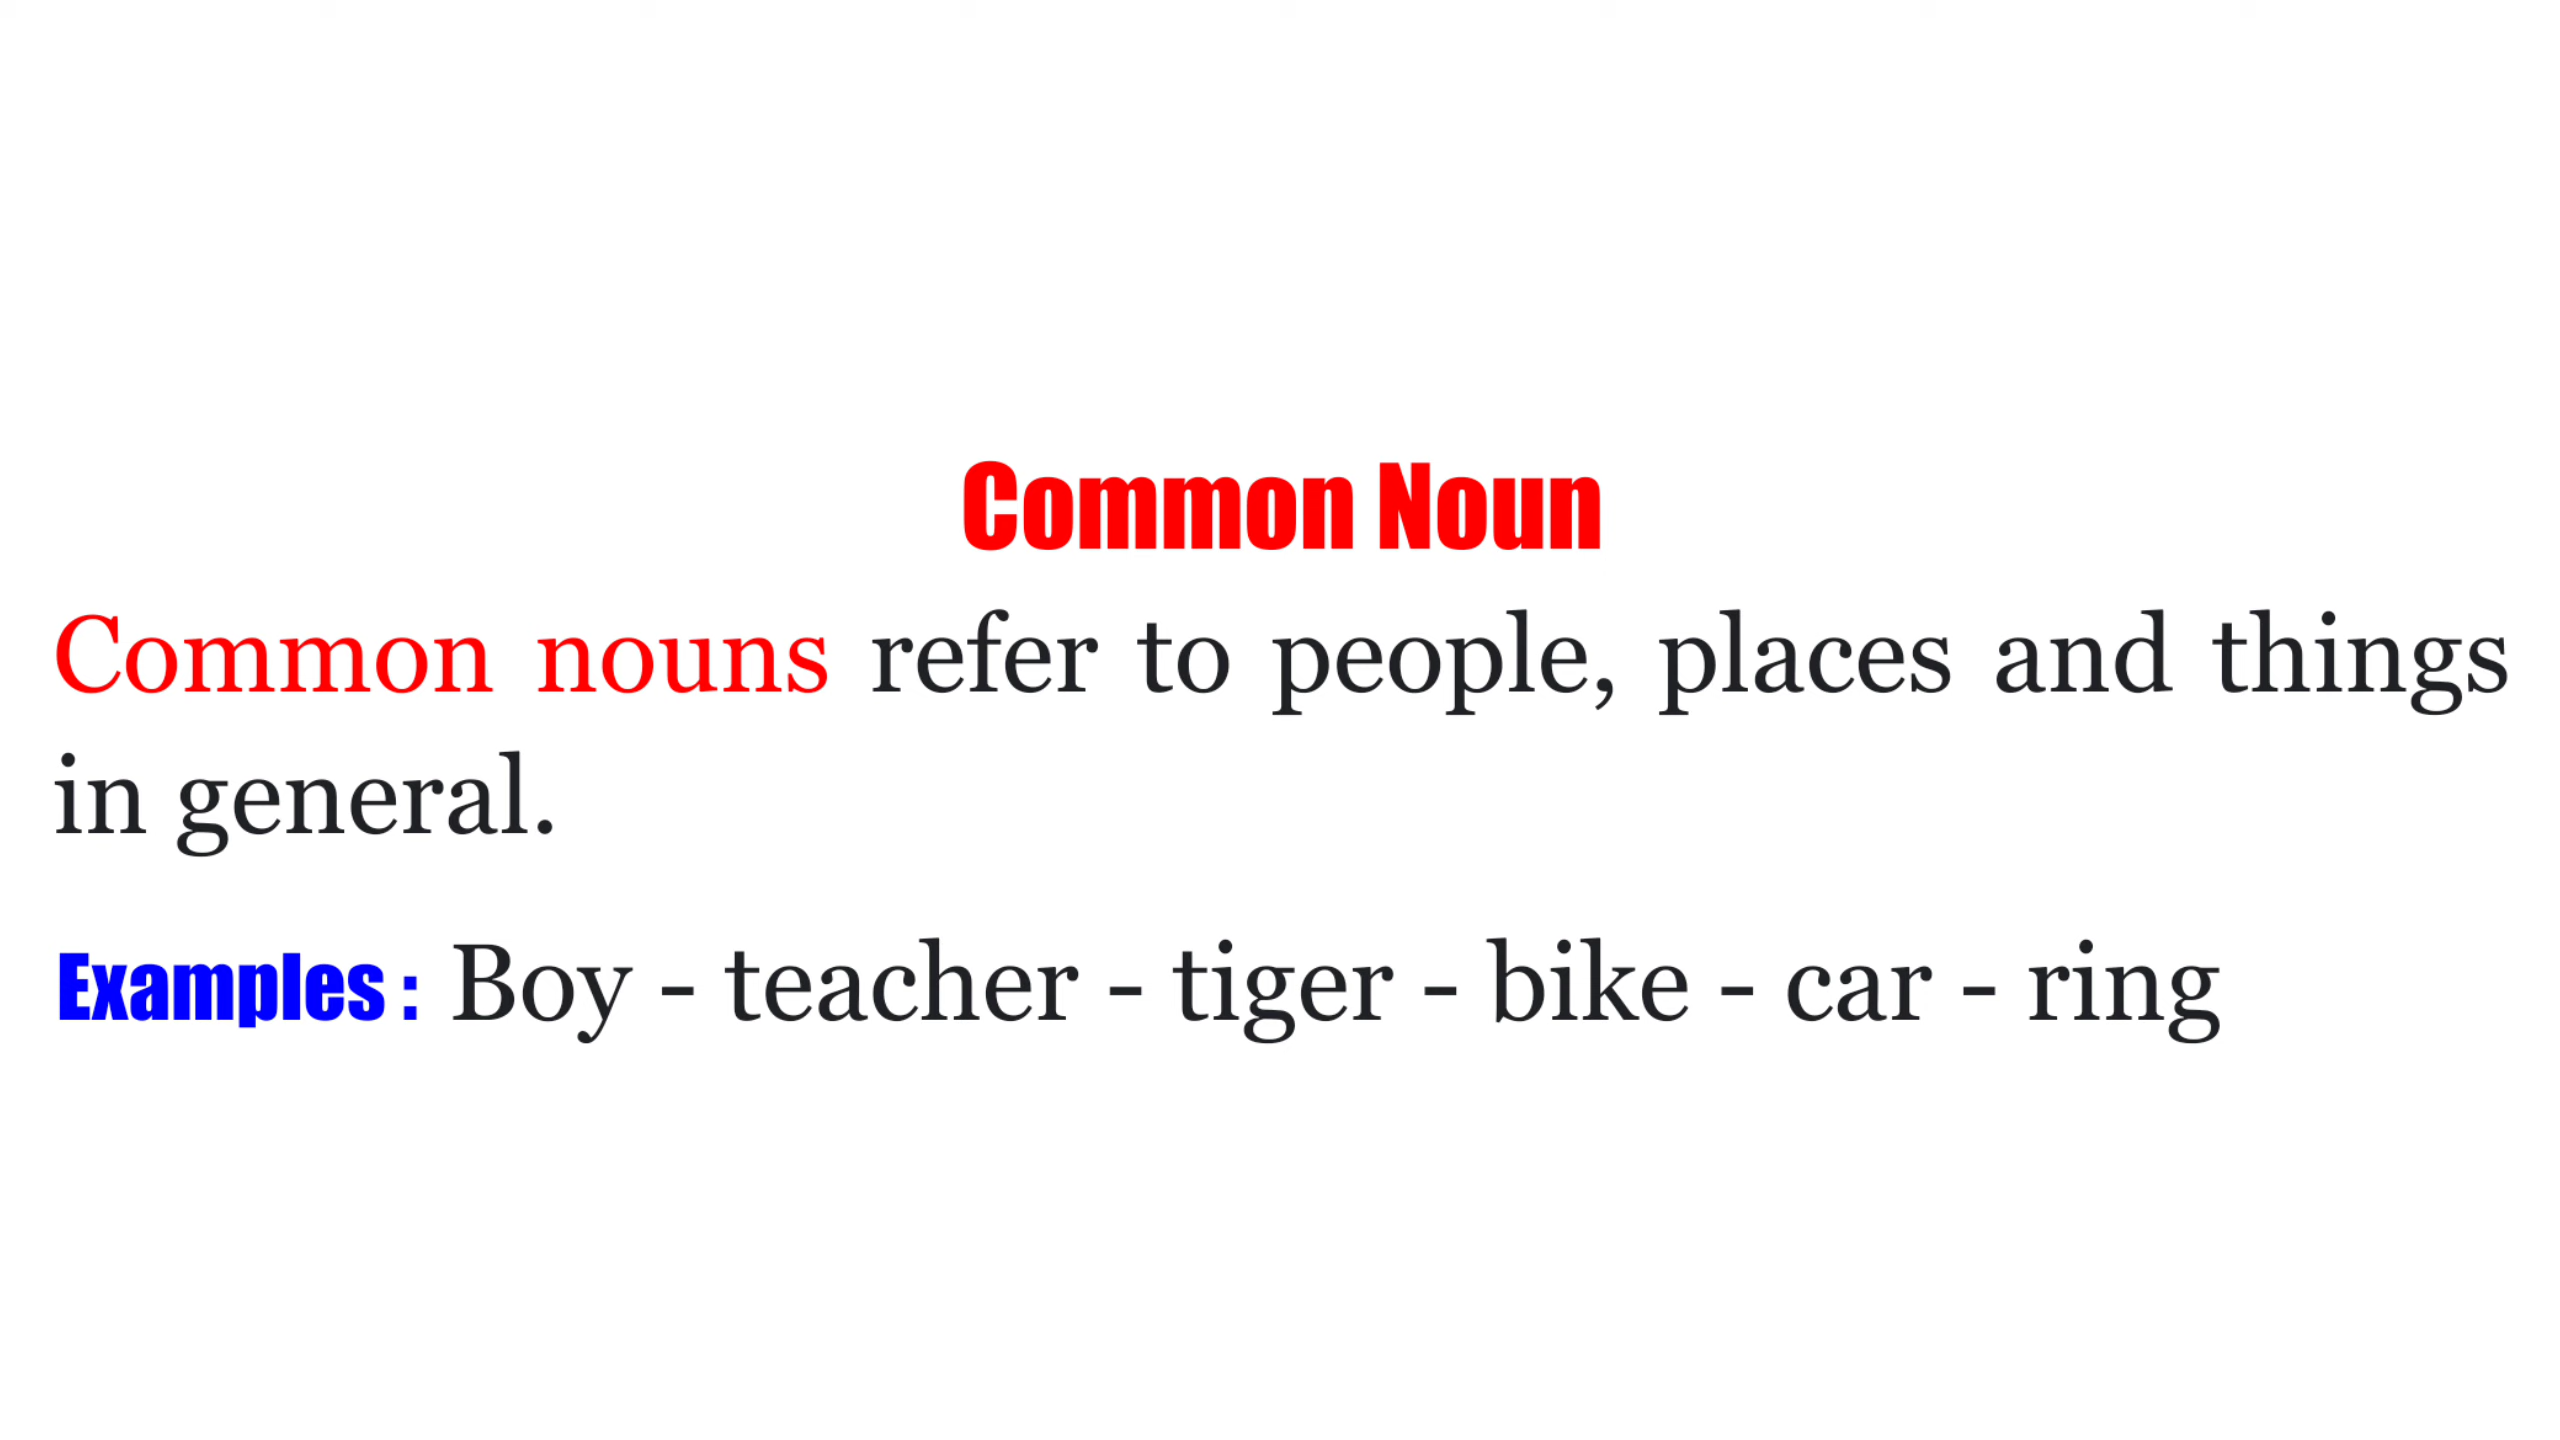 Common Noun
Common nouns refer to people, places and things
in general.
Examples : Boy - teacher - tiger - bike - car - ring